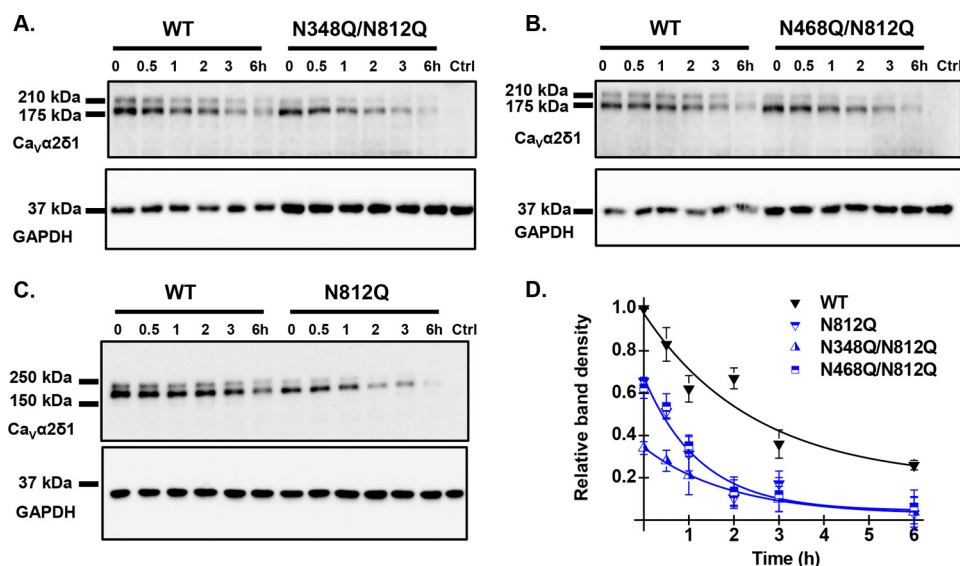 A.
WT N348Q/N812Q
0 0.5 1 2 3 6h 0 0.5 1 2 3 6h Ctrl
210 kDa
175 kDa
CaVα2δ1
37 kDa
GAPDH
B.
WT N468Q/N812Q
0 0.5 1 2 3 6h 0 0.5 1 2 3 6h Ctrl
210 kDa
175 kDa
CaVα2δ1
37 kDa
GAPDH
C.
WT N812Q
0 0.5 1 2 3 6h 0 0.5 1 2 3 6h Ctrl
250 kDa
150 kDa
CaVα2δ1
37 kDa
GAPDH
D.
WT
N812Q
N348Q/N812Q
N468Q/N812Q
Relative band density
1.0
0.8
0.6
0.4
0.2
1 2 3 4 5 6
Time (h)